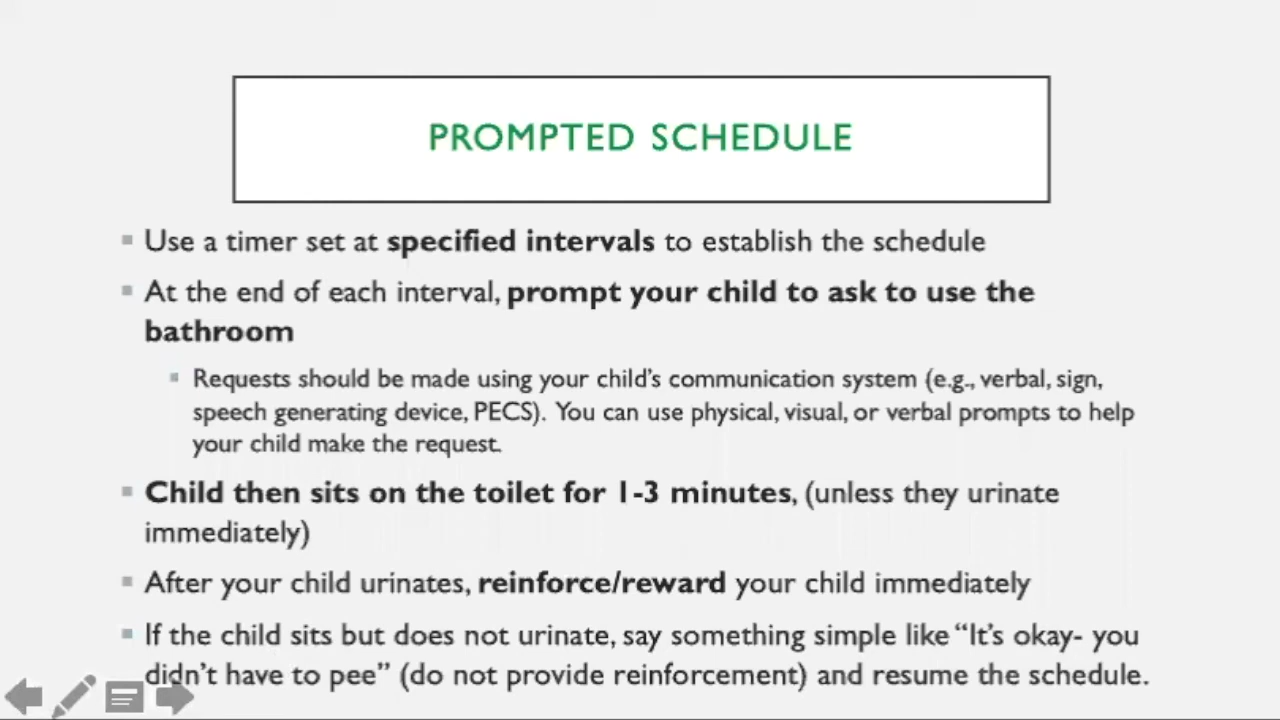 PROMPTED SCHEDULE
Use a timer set at specified intervals to establish the schedule
At the end of each interval, prompt your child to ask to use the
bathroom
Requests should be made using your child's communication system (e.g., verbal, sign,
speech generating device, PECS). You can use physical, visual, or verbal prompts to help
your child make the request.
Child then sits on the toilet for 1-3 minutes, (unless they urinate
immediately)
After your child urinates, reinforce/reward your child immediately
If the child sits but does not urinate, say something simple like “It's okay- you
didn't have to pee” (do not provide reinforcement) and resume the schedule.